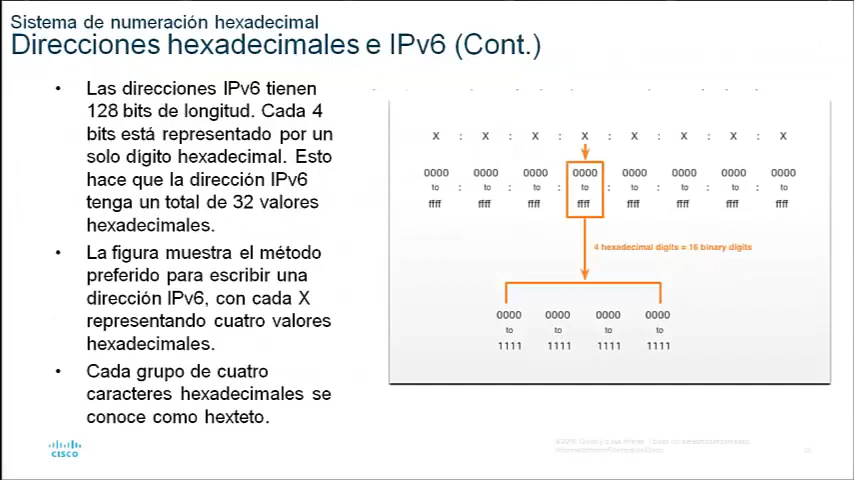 Sistema de numeración hexadecimal
Direcciones hexadecimales e IPv6 (Cont.)
• Las direcciones IPv6 tienen
128 bits de longitud. Cada 4
bits está representado por un
solo dígito hexadecimal. Esto
hace que la dirección IPv6
tenga un total de 32 valores
hexadecimales.
• La figura muestra el método
preferido para escribir una
dirección IPv6, con cada X
representando cuatro valores
hexadecimales.
• Cada grupo de cuatro
caracteres hexadecimales se
conoce como hexteto.
X : X : X : X : X : X : X : X
0000 0000 0000 0000 0000 0000 0000 0000
to : to : to : to : to : to : to : to
ffff ffff ffff ffff ffff ffff ffff ffff
4 hexadecimal digits = 16 binary digits
0000 0000 0000 0000
to to to to
1111 1111 1111 1111
CISCO